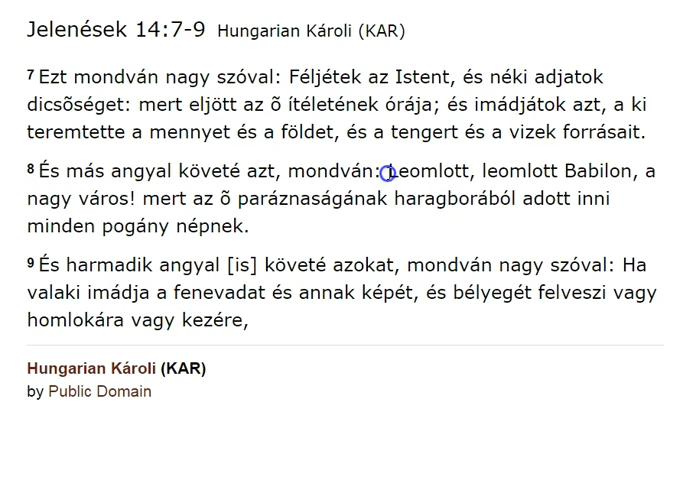 Jelenések 14:7-9 Hungarian Károli (KAR)
7 Ezt mondván nagy szóval: Féljétek az Istent, és néki adjatok
dicsõséget: mert eljött az õ ítéletének órája; és imádjátok azt, a ki
teremtette a mennyet és a földet, és a tengert és a vizek forrásait.
8 És más angyal követé azt, mondván: Leomlott, leomlott Babilon, a
nagy város! mert az õ paráznaságának haragborából adott inni
minden pogány népnek.
9 És harmadik angyal [is] követé azokat, mondván nagy szóval: Ha
valaki imádja a fenevadat és annak képét, és bélyegét felveszi vagy
homlokára vagy kezére,
Hungarian Károli (KAR)
by Public Domain